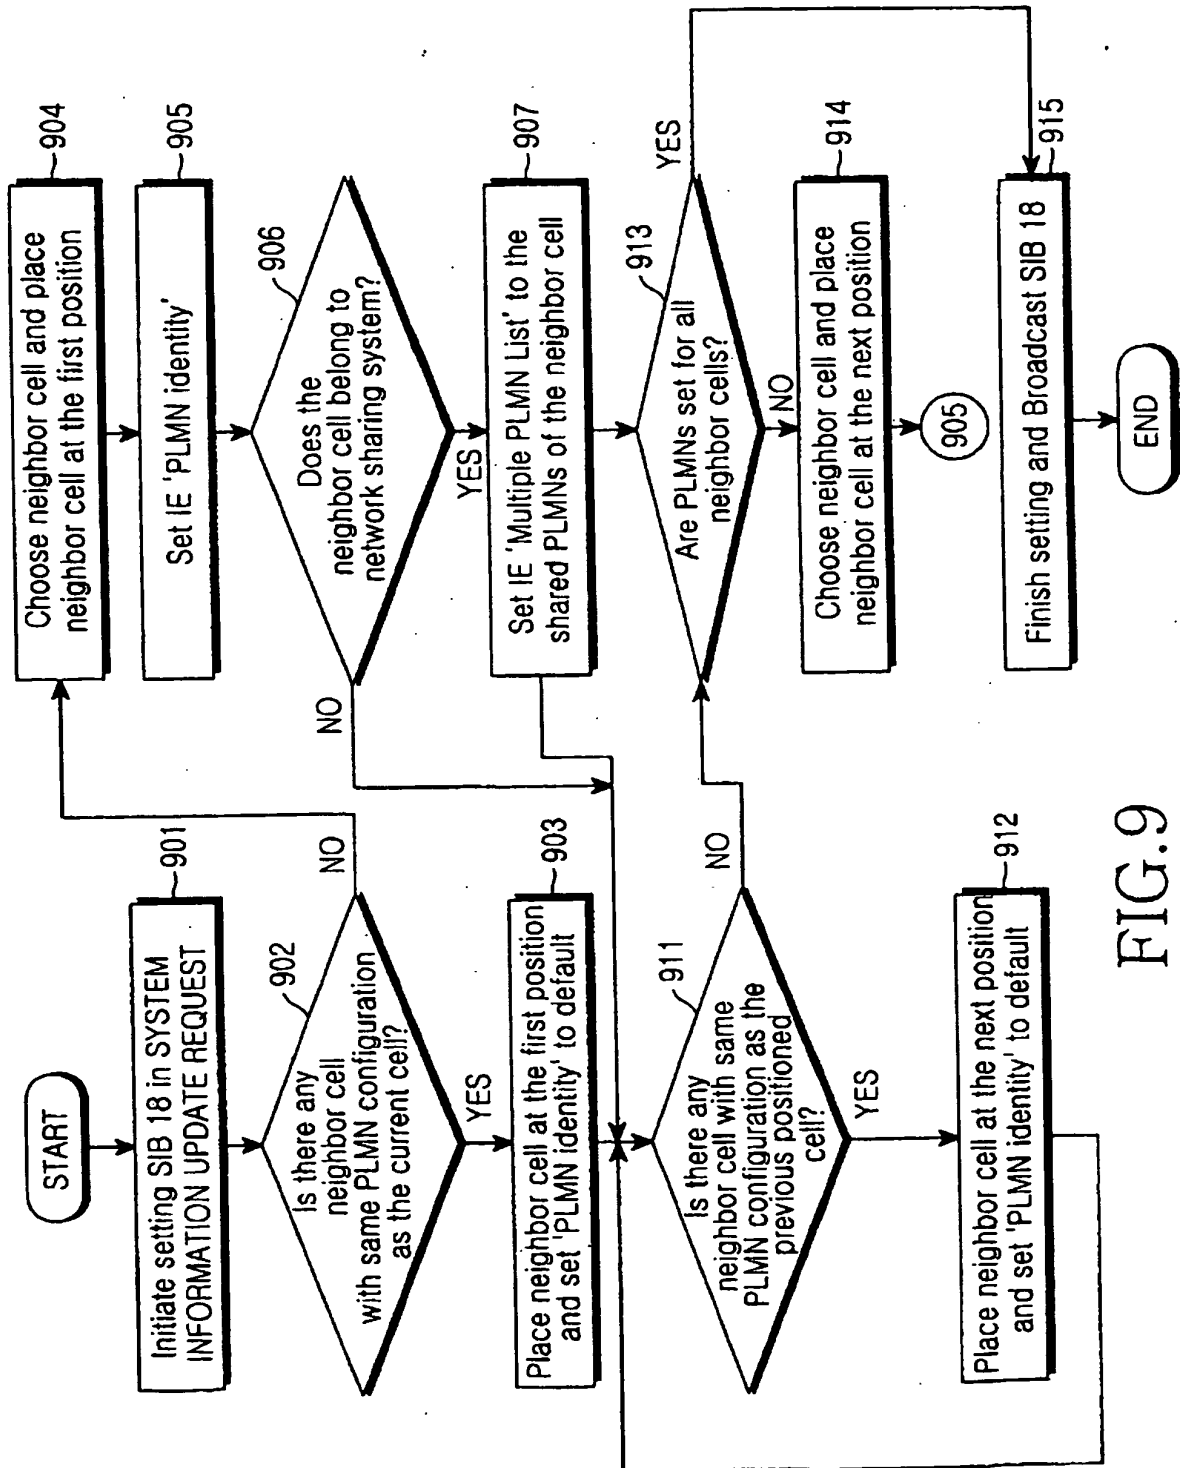 START
901
Initiate setting SIB 18 in SYSTEM
INFORMATION UPDATE REQUEST
902
Is there any
neighbor cell
with same PLMN configuration
as the current cell?
NO
YES
903
Place neighbor cell at the first position
and set 'PLMN identity' to default
911
Is there any
neighbor cell with same
PLMN configuration as the
previous positioned
cell?
NO
YES
912
Place neighbor cell at the next position
and set 'PLMN identity' to default
904
Choose neighbor cell and place
neighbor cell at the first position
905
Set IE 'PLMN identity'
906
Does the
neighbor cell belong to
network sharing system?
NO
YES
907
Set IE 'Multiple PLMN List' to the
shared PLMNs of the neighbor cell
913
Are PLMNs set for all
neighbor cells?
YES
NO
914
Choose neighbor cell and place
neighbor cell at the next position
905
915
Finish setting and Broadcast SIB 18
END
FIG.9